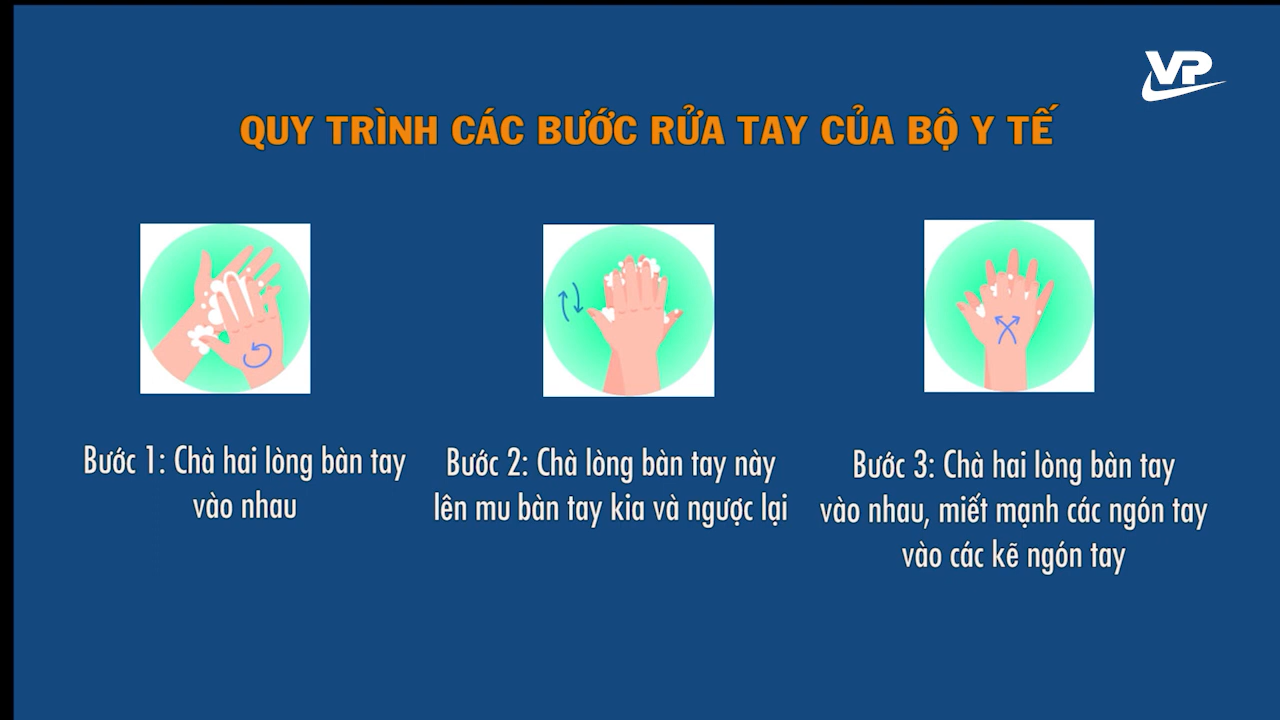 VP
QUY TRÌNH CÁC BƯỚC RỬA TAY CỦA BỘ Y TẾ
Bước 1: Chà hai lòng bàn tay
vào nhau
Bước 2: Chà lòng bàn tay này
lên mu bàn tay kia và ngược lại
Bước 3: Chà hai lòng bàn tay
vào nhau, miết mạnh các ngón tay
vào các kẽ ngón tay